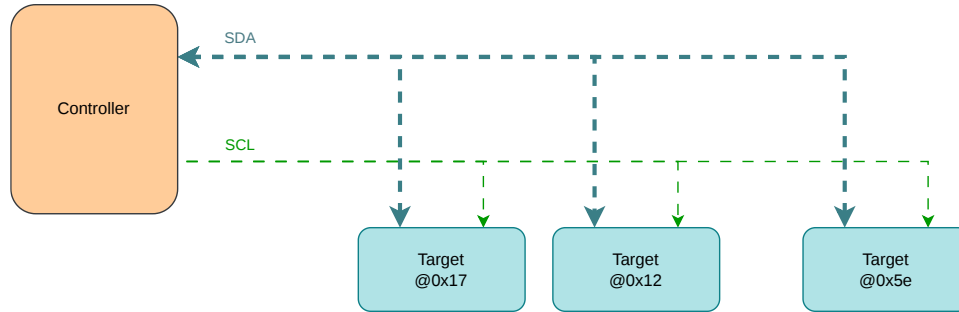 SDA
Controller
SCL
Target
@0x17
Target
@0x12
Target
@0x5e